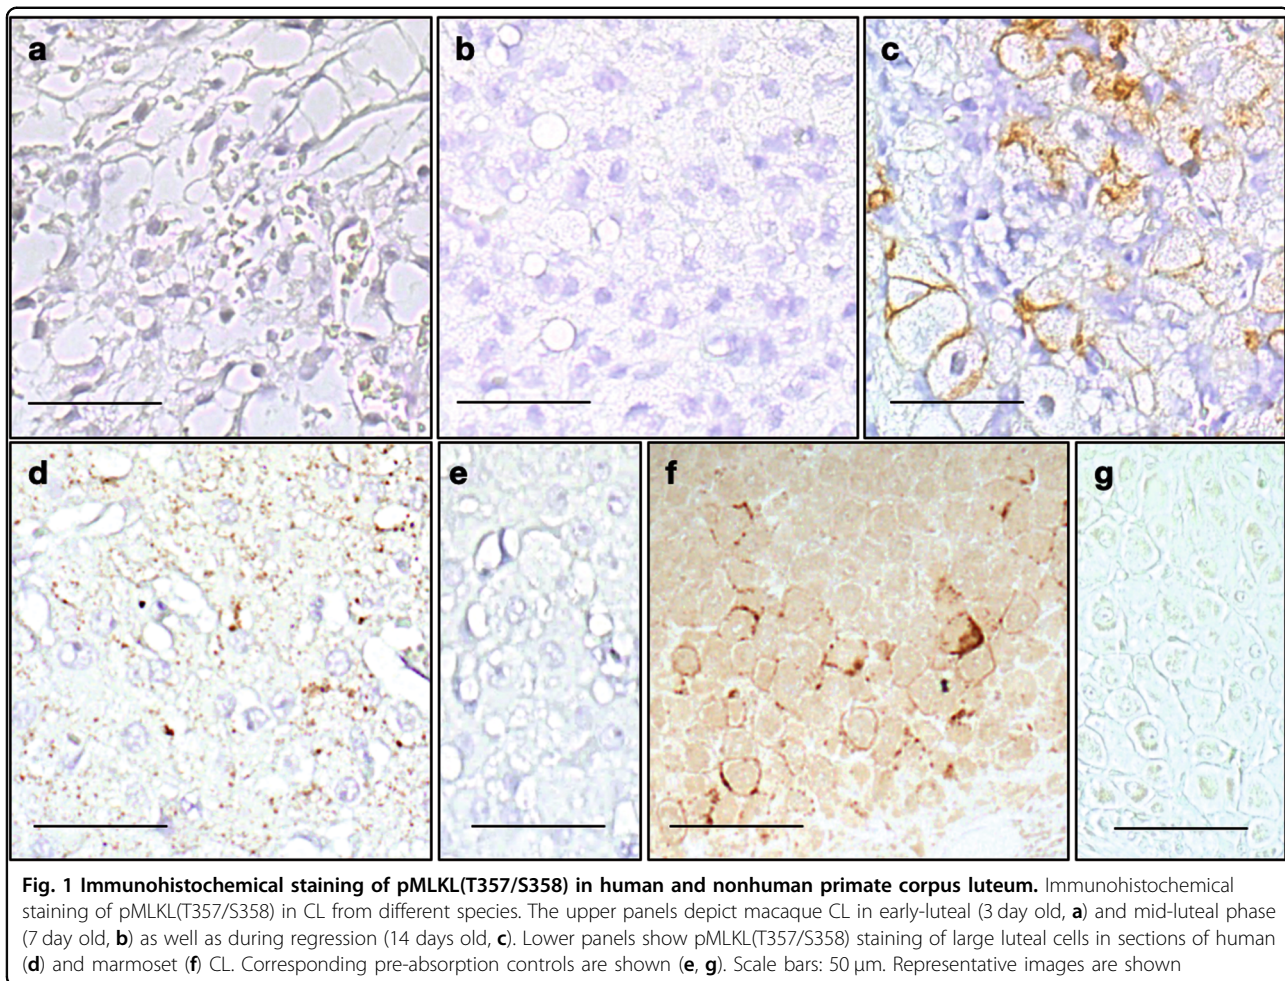 a
b
c
d
e
f
g
Fig. 1 Immunohistochemical staining of pMLKL(T357/S358) in human and nonhuman primate corpus luteum. Immunohistochemical
staining of pMLKL(T357/S358) in CL from different species. The upper panels depict macaque CL in early-luteal (3 day old, a) and mid-luteal phase
(7 day old, b) as well as during regression (14 days old, c). Lower panels show pMLKL(T357/S358) staining of large luteal cells in sections of human
(d) and marmoset (f) CL. Corresponding pre-absorption controls are shown (e, g). Scale bars: 50 μm. Representative images are shown